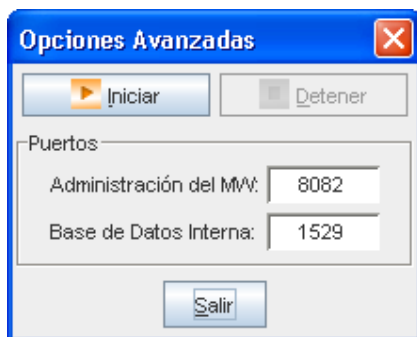 Opciones Avanzadas
Iniciar Detener
Puertos
Administración del MW: 8082
Base de Datos Interna: 1529
Salir